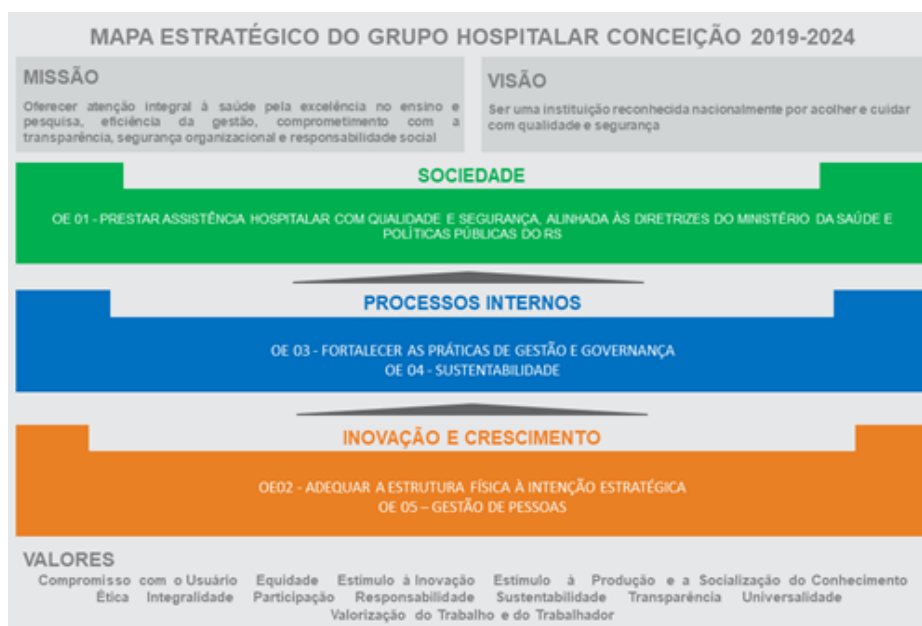 MAPA ESTRATÉGICO DO GRUPO HOSPITALAR CONCEIÇÃO 2019-2024
MISSÃO
Oferecer atenção integral à saúde pela excelência no ensino e
pesquisa, eficiência da gestão, comprometimento com a
transparência, segurança organizacional e responsabilidade social
VISÃO
Ser uma instituição reconhecida nacionalmente por acolher e cuidar
com qualidade e segurança
SOCIEDADE
OE 01 - PRESTAR ASSISTÊNCIA HOSPITALAR COM QUALIDADE E SEGURANÇA, ALINHADA ÀS DIRETRIZES DO MINISTÉRIO DA SAÚDE E
POLÍTICAS PÚBLICAS DO RS
PROCESSOS INTERNOS
OE 03 - FORTALECER AS PRÁTICAS DE GESTÃO E GOVERNANÇA
OE 04 - SUSTENTABILIDADE
INOVAÇÃO E CRESCIMENTO
OE02 - ADEQUAR A ESTRUTURA FÍSICA À INTENÇÃO ESTRATÉGICA
OE 05 – GESTÃO DE PESSOAS
VALORES
Compromisso com o Usuário Equidade Estímulo à Inovação Estímulo à Produção e a Socialização do Conhecimento
Ética Integralidade Participação Responsabilidade Sustentabilidade Transparência Universalidade
Valorização do Trabalho e do Trabalhador